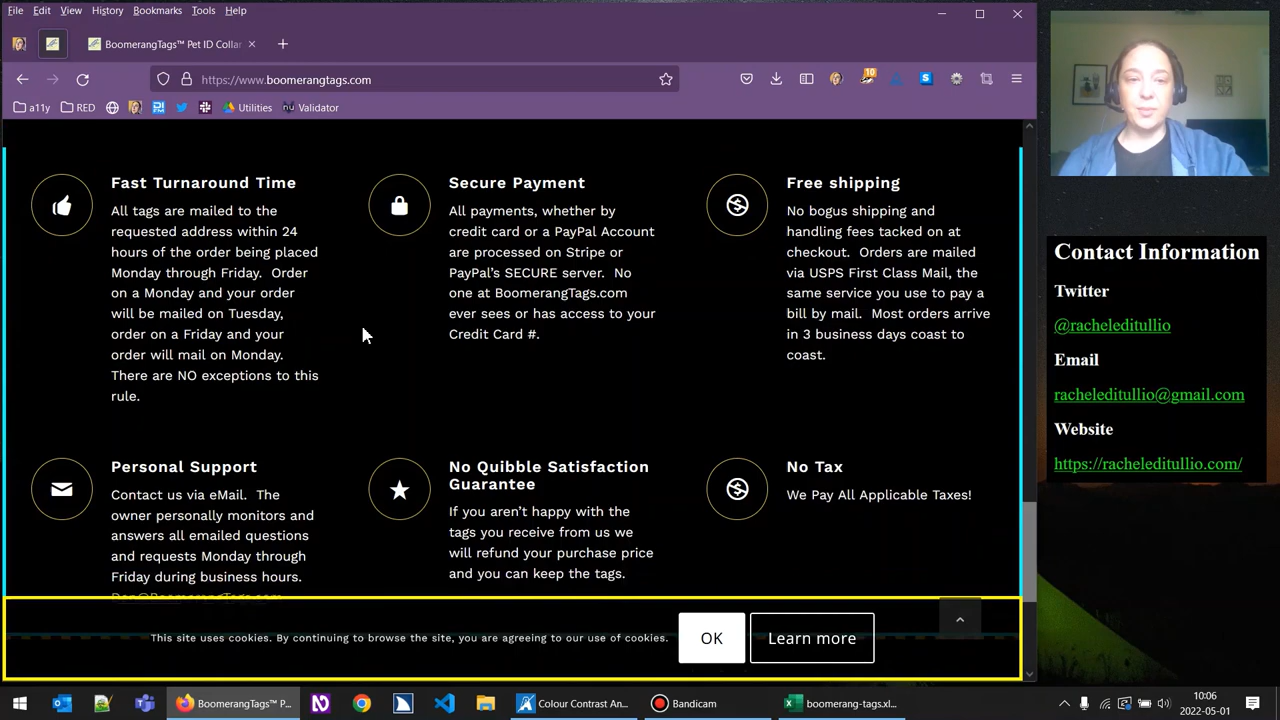 File Edit View History Bookmarks Tools Help
BoomerangTags™ Pet ID Collar
https://www.boomerangtags.com
10
S
a11y RED Utilities Validator
Fast Turnaround Time
All tags are mailed to the
requested address within 24
hours of the order being placed
Monday through Friday. Order
on a Monday and your order
will be mailed on Tuesday,
order on a Friday and your
order will mail on Monday.
There are NO exceptions to this
rule.
Secure Payment
All payments, whether by
credit card or a PayPal Account
are processed on Stripe or
PayPal's SECURE server. No
one at BoomerangTags.com
ever sees or has access to your
Credit Card #.
Free shipping
No bogus shipping and
handling fees tacked on at
checkout. Orders are mailed
via USPS First Class Mail, the
same service you use to pay a
bill by mail. Most orders arrive
in 3 business days coast to
coast.
Personal Support
Contact us via eMail. The
owner personally monitors and
answers all emailed questions
and requests Monday through
Friday during business hours.
No Quibble Satisfaction
Guarantee
If you aren't happy with the
tags you receive from us we
will refund your purchase price
and you can keep the tags.
No Tax
We Pay All Applicable Taxes!
This site uses cookies. By continuing to browse the site, you are agreeing to our use of cookies.
OK
Learn more
Contact Information
Twitter
@racheleditullio
Email
racheleditullio@gmail.com
Website
https://racheleditullio.com/
BoomerangTags™ P...
Colour Contrast An...
Bandicam
boomerang-tags.xl...
10:06
2022-05-01